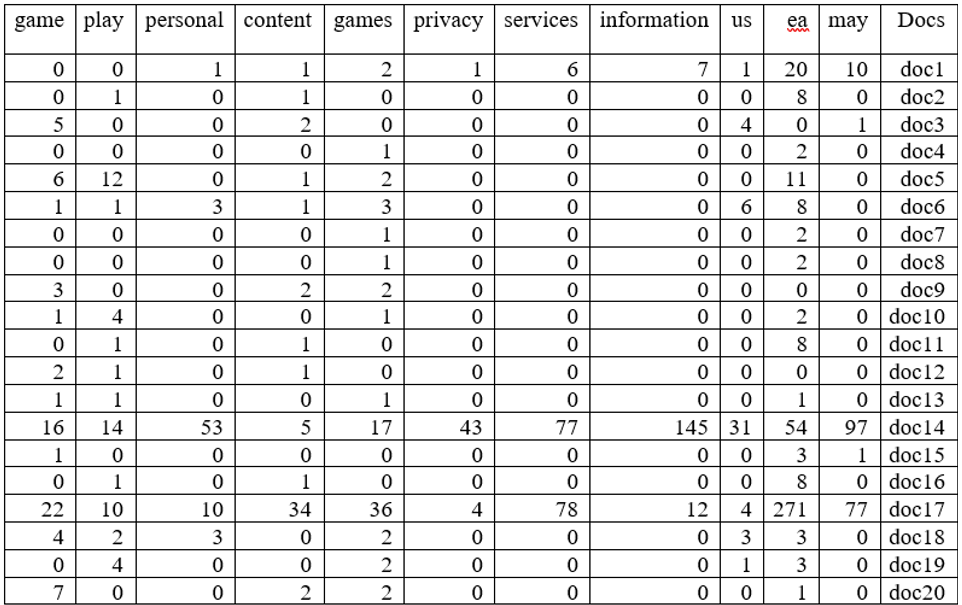 game play personal content games privacy services information us ea may Docs
0 0 1 1 2 1 6 7 1 20 10 doc1
0 1 0 1 0 0 0 0 0 8 0 doc2
5 0 0 2 0 0 0 0 4 0 1 doc3
0 0 0 0 1 0 0 0 0 2 0 doc4
6 12 0 1 2 0 0 0 0 11 0 doc5
1 1 3 1 3 0 0 0 6 8 0 doc6
0 0 0 0 1 0 0 0 0 2 0 doc7
0 0 0 0 1 0 0 0 0 2 0 doc8
3 0 0 2 2 0 0 0 0 0 0 doc9
1 4 0 0 1 0 0 0 0 2 0 doc10
0 1 0 1 0 0 0 0 0 8 0 doc11
2 1 0 1 0 0 0 0 0 0 0 doc12
1 1 0 0 1 0 0 0 0 1 0 doc13
16 14 53 5 17 43 77 145 31 54 97 doc14
1 0 0 0 0 0 0 0 0 3 1 doc15
0 1 0 1 0 0 0 0 0 8 0 doc16
22 10 10 34 36 4 78 12 4 271 77 doc17
4 2 3 0 2 0 0 0 3 3 0 doc18
0 4 0 0 2 0 0 0 1 3 0 doc19
7 0 0 2 2 0 0 0 0 1 0 doc20